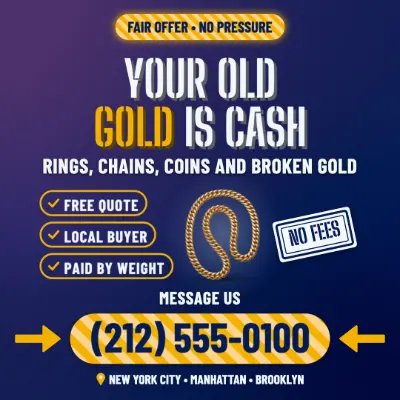 FAIR OFFER • NO PRESSURE
YOUR OLD
GOLD IS CASH
RINGS, CHAINS, COINS AND BROKEN GOLD
FREE QUOTE
LOCAL BUYER
PAID BY WEIGHT
NO FEES
MESSAGE US
(212) 555-0100
NEW YORK CITY • MANHATTAN • BROOKLYN